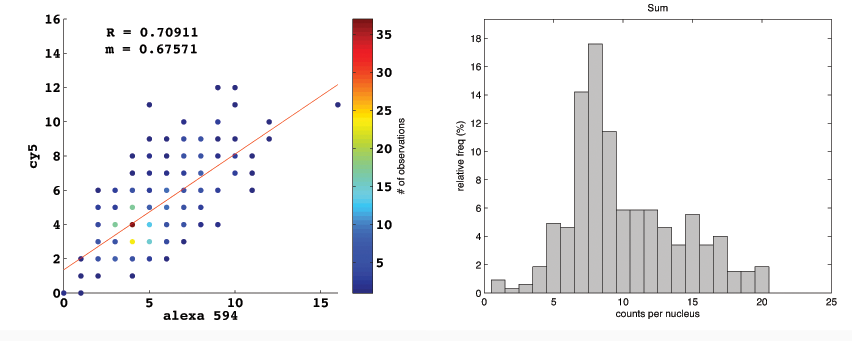 R = 0.70911
m = 0.67571
16
14
12
10
8
6
4
2
0
cy5
0 5 10 15
alexa 594
35
30
25
20
15
10
5
# of observations
Sum
18
16
14
12
10
8
6
4
2
0
relative freq (%)
0 5 10 15 20 25
counts per nucleus